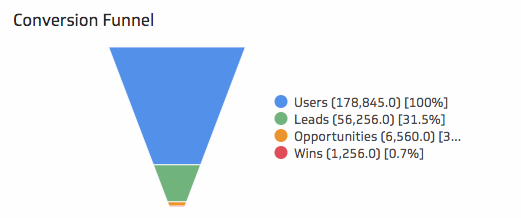 Conversion Funnel
Users (178,845.0) [100%]
Leads (56,256.0) [31.5%]
Opportunities (6,560.0) [3...
Wins (1,256.0) [0.7%]